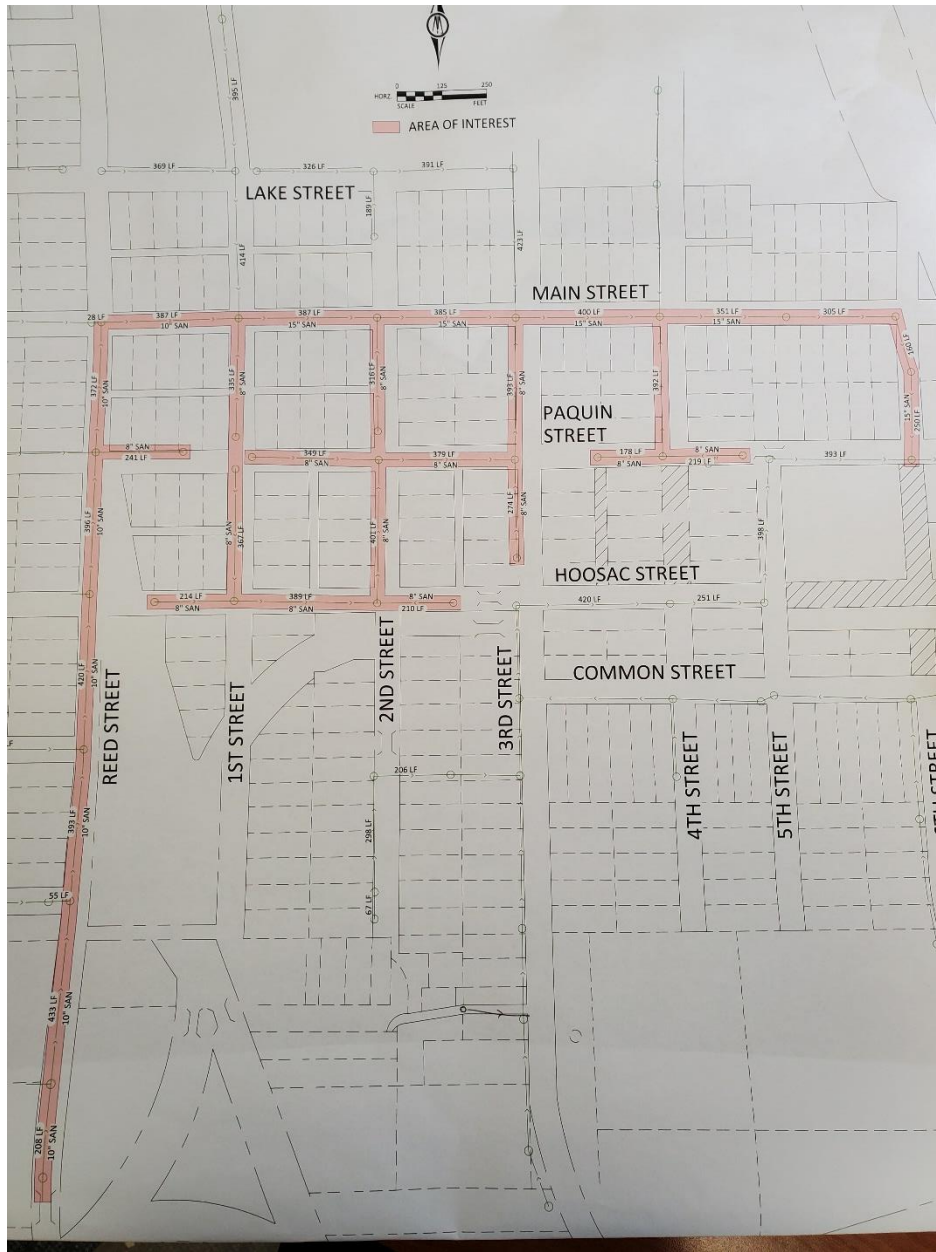 N
0
125
250
HORZ.
SCALE
FEET
AREA OF INTEREST
395 LF
369 LF
326 LF
391 LF
LAKE STREET
189 LF
414 LF
423 LF
MAIN STREET
28 LF
387 LF
10" SAN
387 LF
15" SAN
385 LF
15" SAN
400 LF
15" SAN
351 LF
15" SAN
305 LF
160 LF
15" SAN
250 LF
372 LF
10" SAN
335 LF
8" SAN
316 LF
8" SAN
393 LF
8" SAN
392 LF
PAQUIN
STREET
8" SAN
241 LF
349 LF
8" SAN
379 LF
8" SAN
178 LF
8" SAN
8" SAN
219 LF
393 LF
396 LF
10" SAN
8" SAN
367 LF
401 LF
8" SAN
274 LF
8" SAN
398 LF
HOOSAC STREET
214 LF
8" SAN
389 LF
8" SAN
8" SAN
210 LF
420 LF
251 LF
COMMON STREET
420 LF
10" SAN
REED STREET
1ST STREET
2ND STREET
3RD STREET
4TH STREET
5TH STREET
206 LF
393 LF
10" SAN
298 LF
67 LF
55 LF
433 LF
10" SAN
208 LF
10" SAN